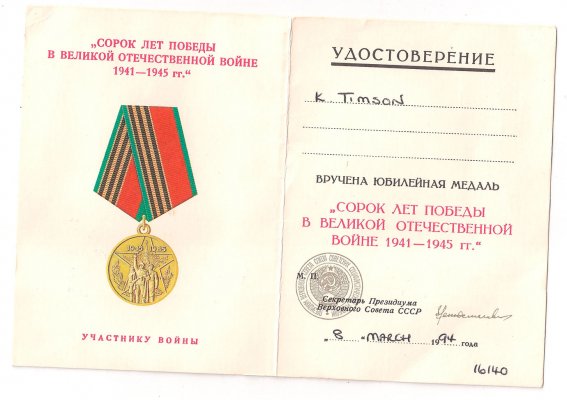 „СОРОК ЛЕТ ПОБЕДЫ
В ВЕЛИКОЙ ОТЕЧЕСТВЕННОЙ ВОЙНЕ
1941—1945 гг.“
1945 1985
УЧАСТНИКУ ВОЙНЫ
УДОСТОВЕРЕНИЕ
K TIMSON
ВРУЧЕНА ЮБИЛЕЙНАЯ МЕДАЛЬ
„СОРОК ЛЕТ ПОБЕДЫ
В ВЕЛИКОЙ ОТЕЧЕСТВЕННОЙ
ВОЙНЕ 1941—1945 гг.“
М. П.
Секретарь Президиума
Верховного Совета СССР
„8 “ MARCH 1994 года
16140